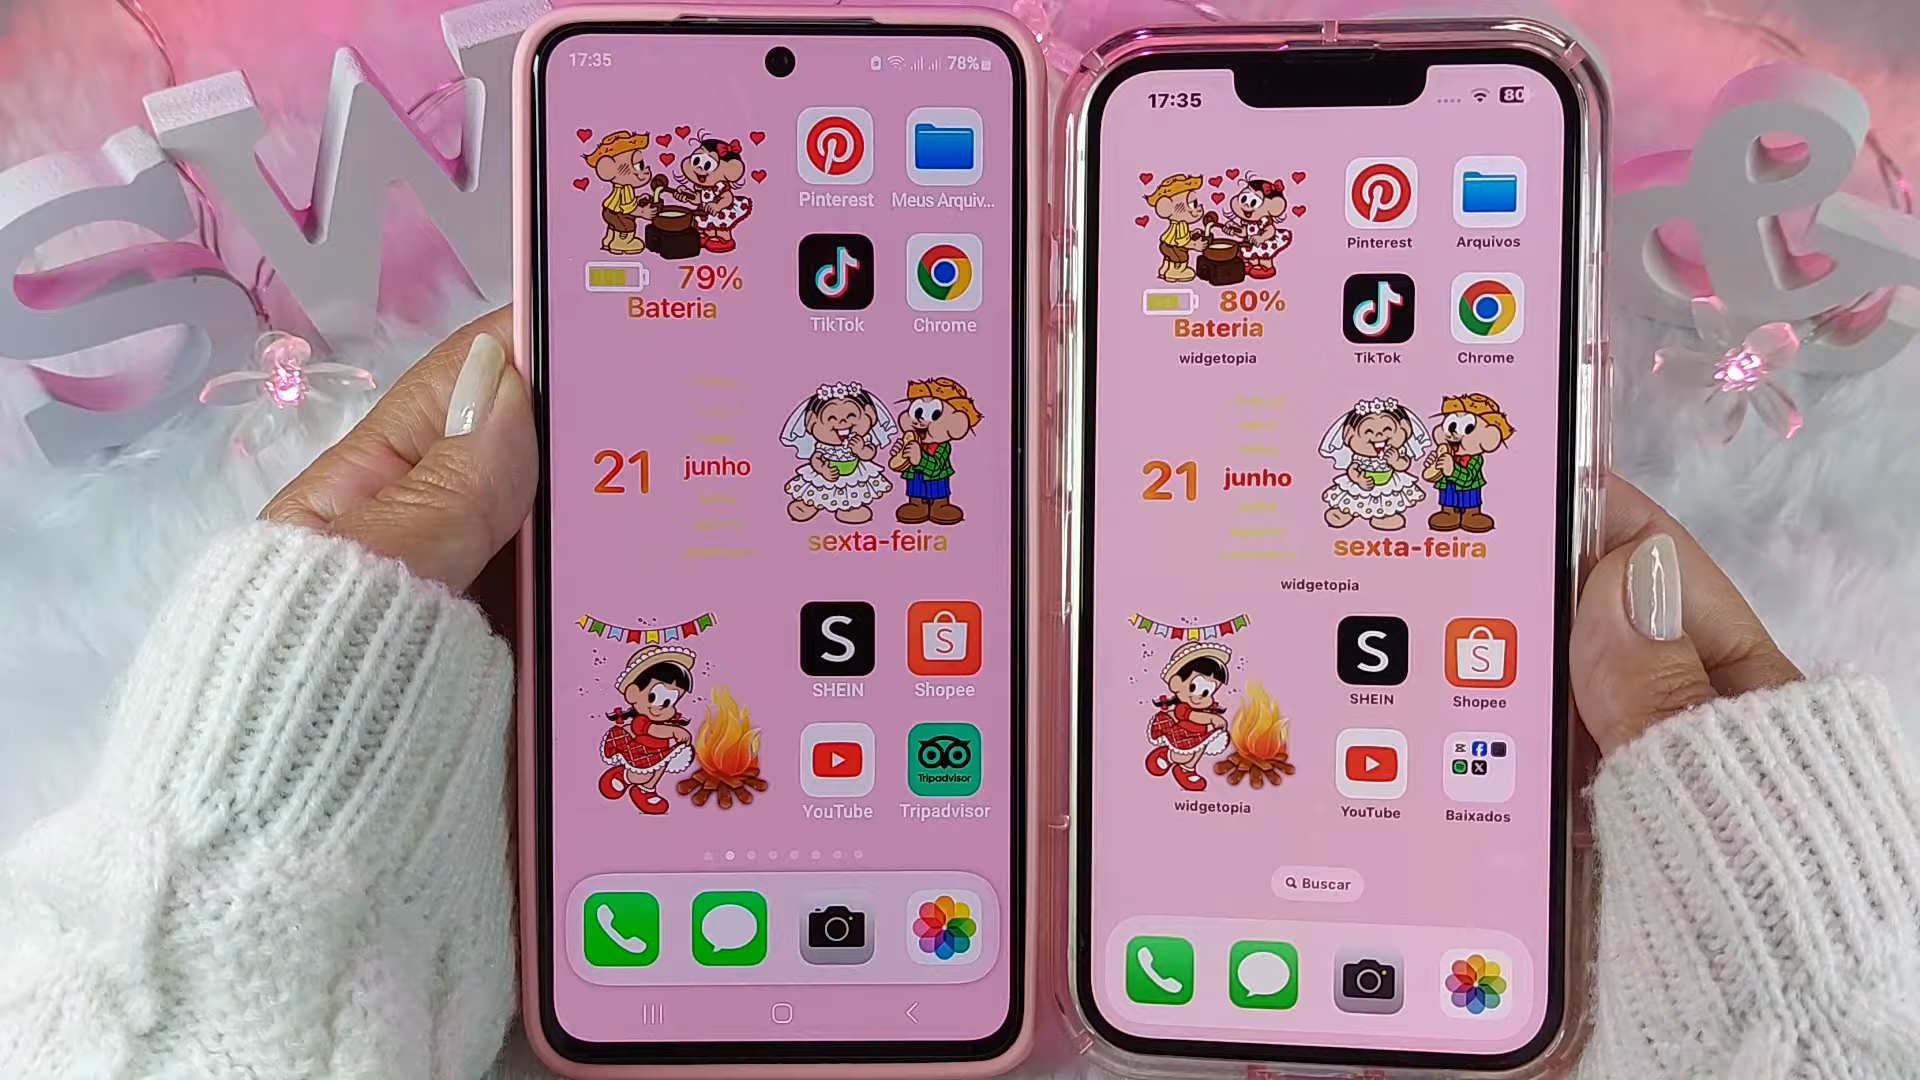 SW
&
17:35
78%
Pinterest
Meus Arquiv...
79%
Bateria
TikTok
Chrome
21
junho
sexta-feira
S
SHEIN
S
Shopee
YouTube
Tripadvisor
Tripadvisor
17:35
80
Pinterest
Arquivos
80%
Bateria
widgetopia
TikTok
Chrome
21
junho
sexta-feira
widgetopia
S
SHEIN
S
Shopee
widgetopia
YouTube
Baixados
Buscar